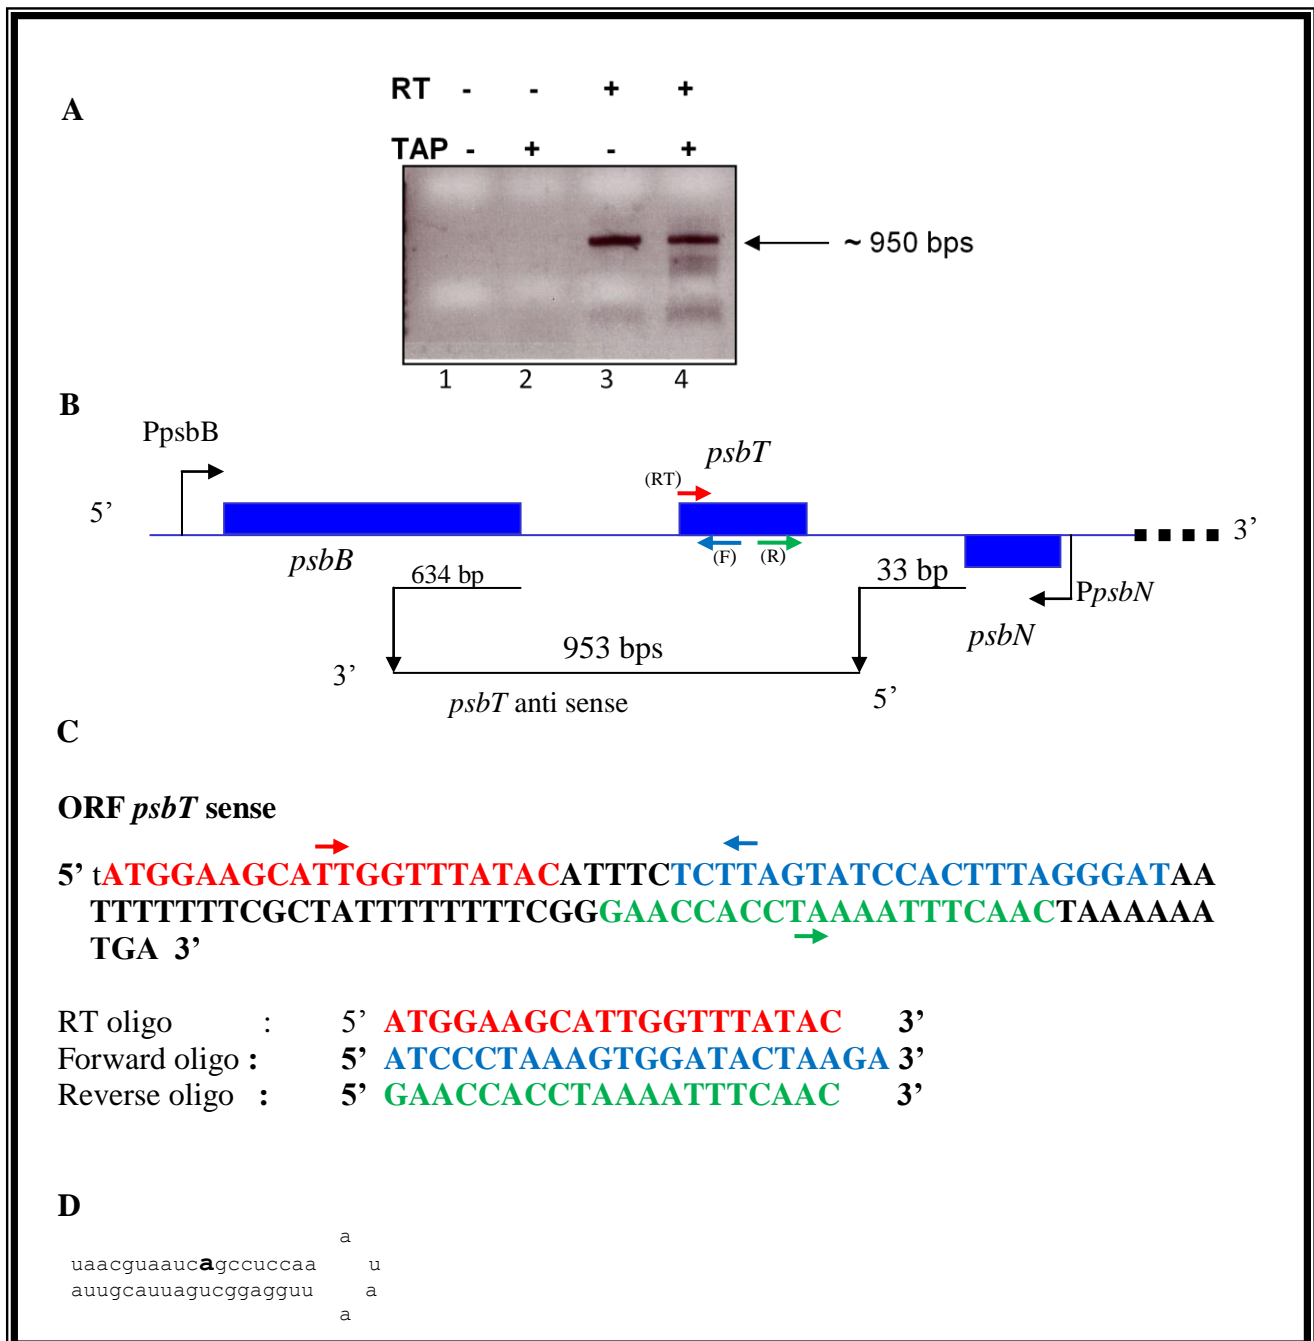 A
RT - - + +
TAP - + - +
~ 950 bps
1 2 3 4
B
PpsbB
psbT
(RT)
5’
3’
psbB
(F) (R)
634 bp
33 bp
PpsbN
psbN
953 bps
3’
5’
psbT anti sense
C
ORF psbT sense
5’ tATGGAAGCATTGGTTTATACATTTCTCTTAGTATCCACTTTAGGGATAA
TTTTTTTCGCTATTTTTTTTCGGGAACCACCTAAAATTTCAACTAAAAAA
TGA 3’
RT oligo : 5’ ATGGAAGCATTGGTTTATAC 3’
Forward oligo : 5’ ATCCCTAAAGTGGATACTAAGA 3’
Reverse oligo : 5’ GAACCACCTAAAATTTCAAC 3’
D
a
uaacguaaucagccuccaa u
auugcauuagucggagguu a
a